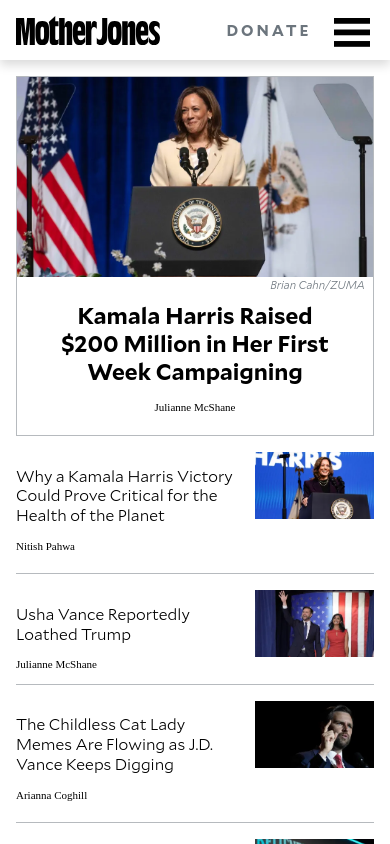 Mother Jones
DONATE
Brian Cahn/ZUMA
Kamala Harris Raised
$200 Million in Her First
Week Campaigning
Julianne McShane
Why a Kamala Harris Victory
Could Prove Critical for the
Health of the Planet
Nitish Pahwa
HARRIS
Usha Vance Reportedly
Loathed Trump
Julianne McShane
The Childless Cat Lady
Memes Are Flowing as J.D.
Vance Keeps Digging
Arianna Coghill